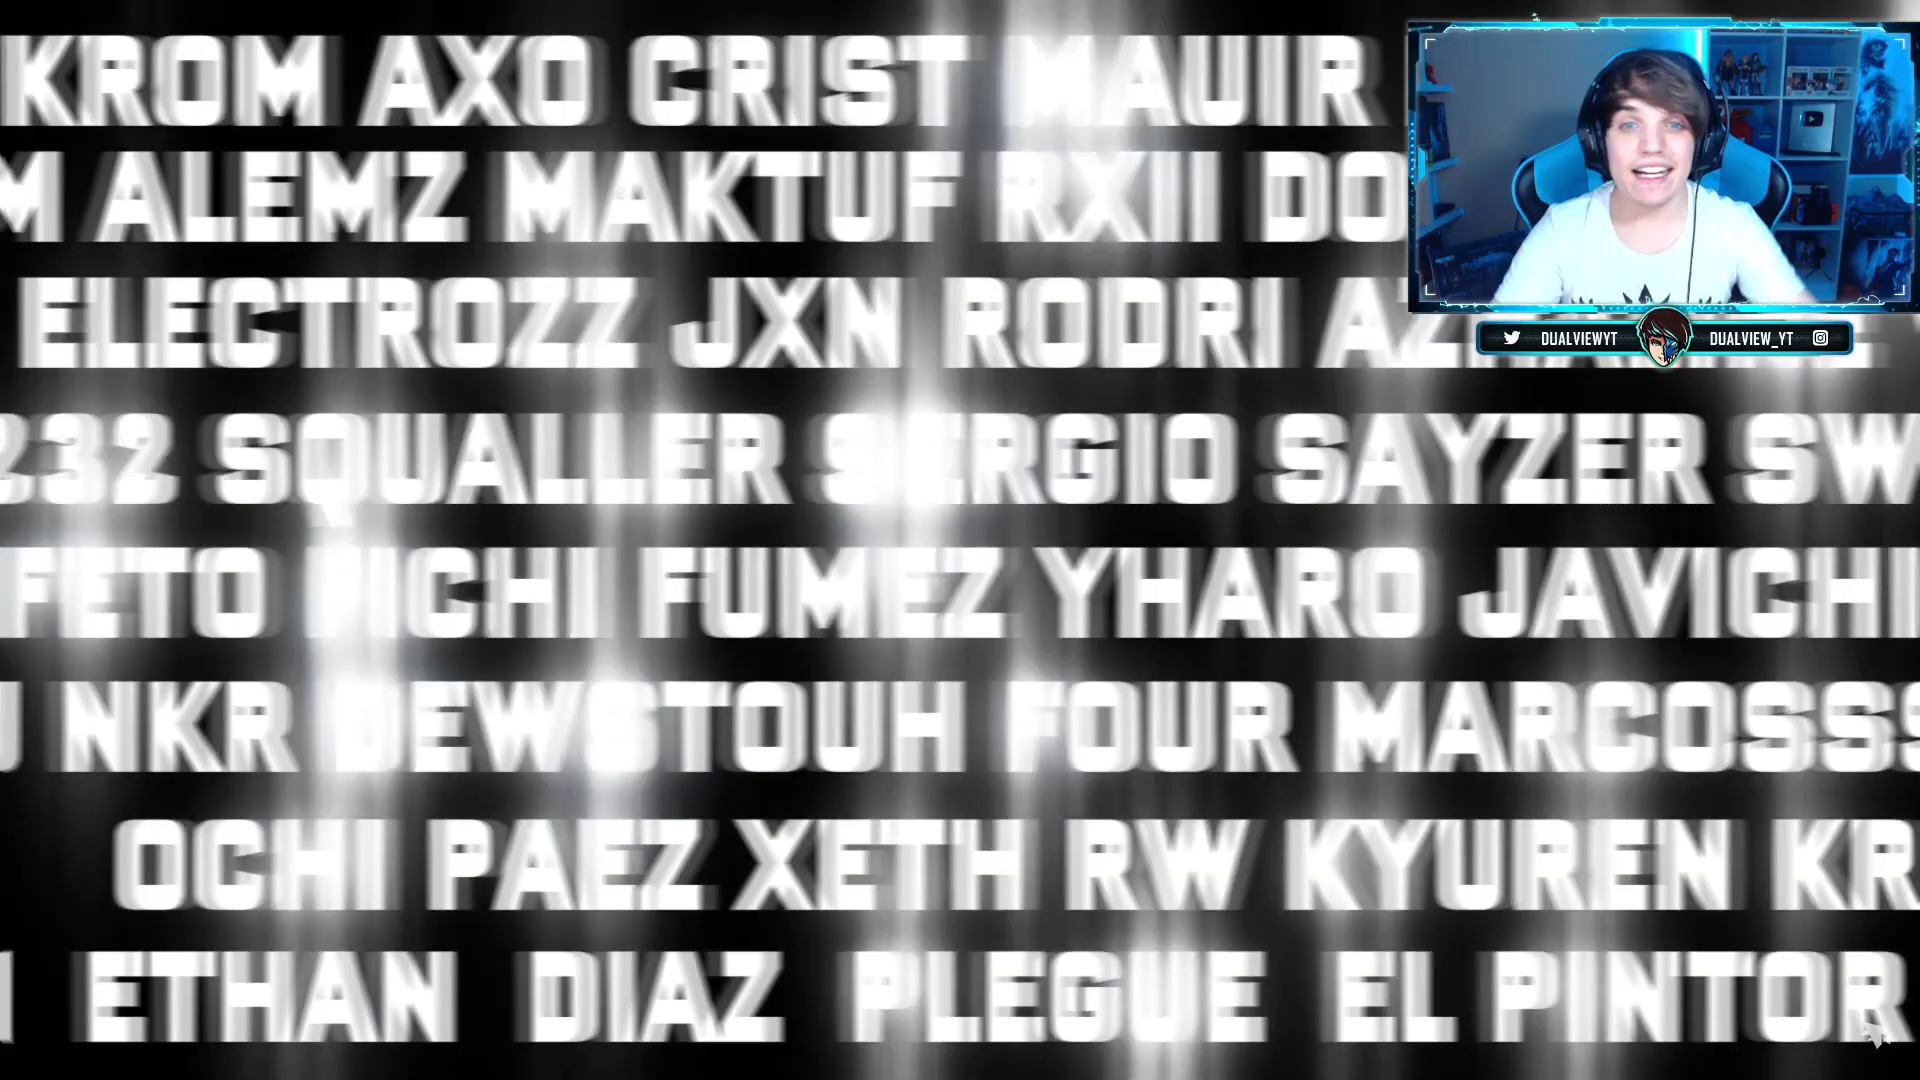 KROM AXO CRIST MAUIR
M ALEMZ MAKTUF RXII DO
ELECTROZZ JXN RODRI
DUALVIEWYT DUALVIEW_YT
232 SQUALLER SERGIO SAYZER SW
FETO PICHI FUMEZ YHARO JAVICHI
NKR DEWSTOUH FOUR MARCOSSS
OCHI PAEZ XETH RW KYUREN KR
ETHAN DIAZ PLEGUE EL PINTOR